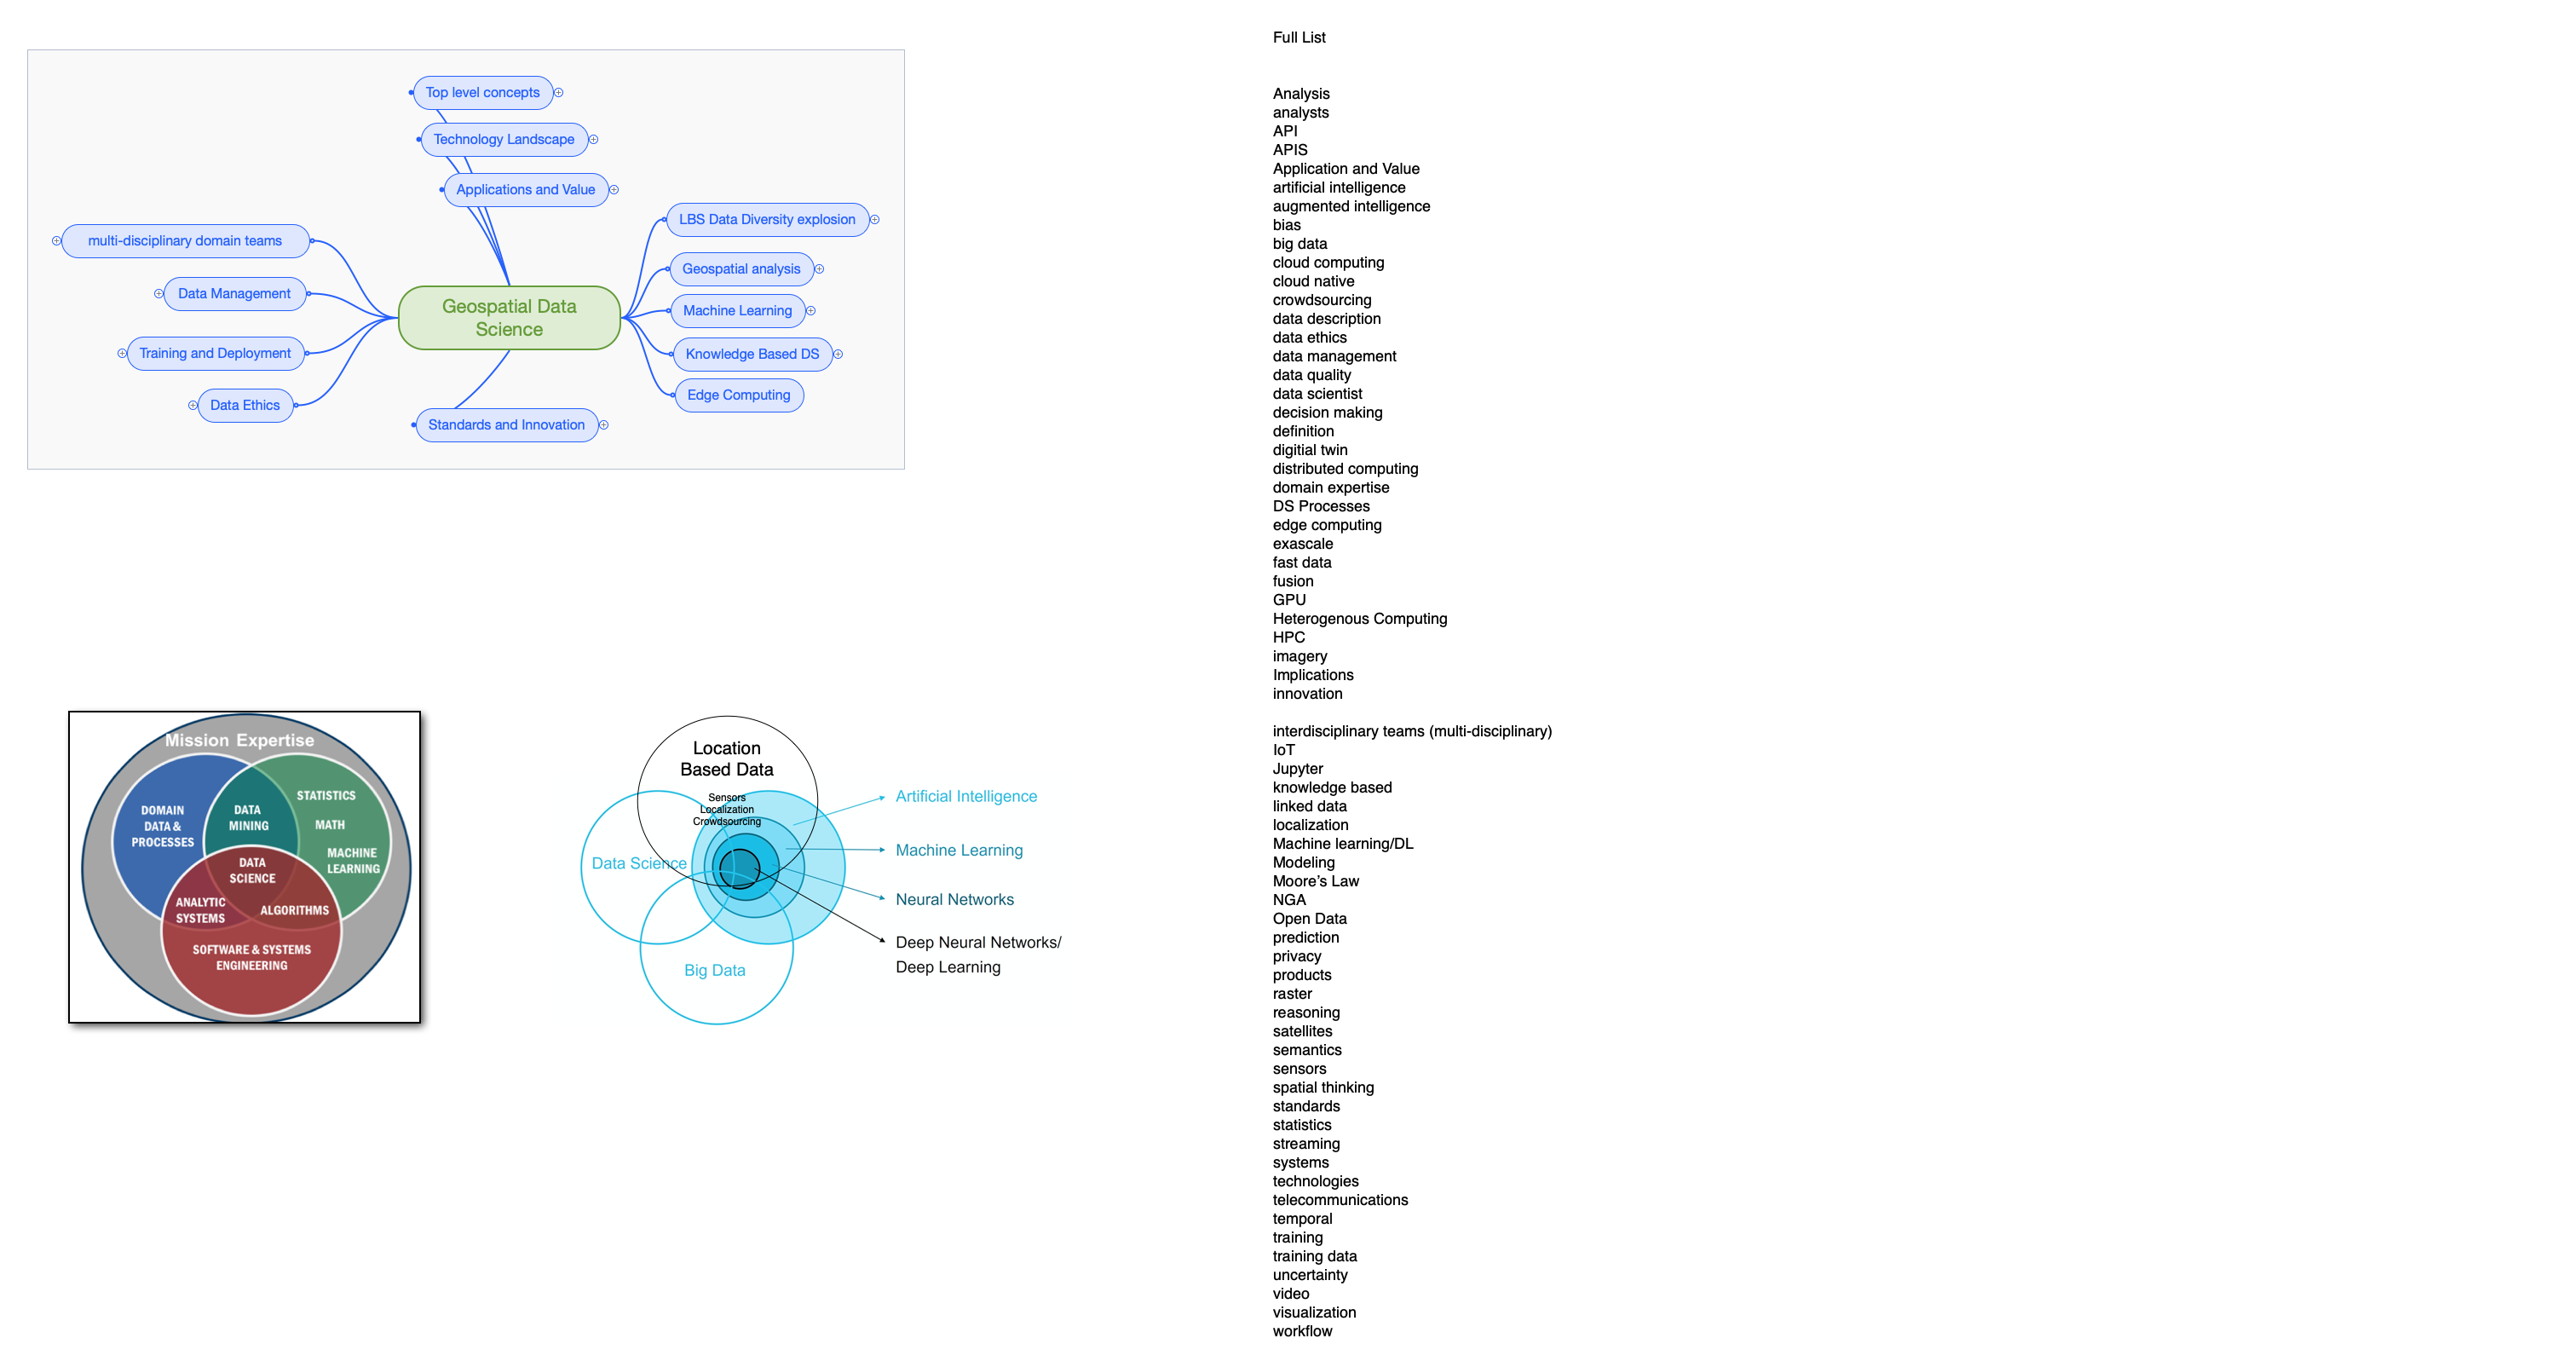 Top level concepts
Technology Landscape
Applications and Value
LBS Data Diversity explosion
multi-disciplinary domain teams
Geospatial analysis
Data Management
Machine Learning
Geospatial Data
Science
Training and Deployment
Knowledge Based DS
Data Ethics
Edge Computing
Standards and Innovation
Mission Expertise
DOMAIN
DATA &
PROCESSES
DATA
MINING
STATISTICS
MATH
MACHINE
LEARNING
DATA
SCIENCE
ANALYTIC
SYSTEMS
ALGORITHMS
SOFTWARE & SYSTEMS
ENGINEERING
Location
Based Data
Sensors
Localization
Crowdsourcing
Data Science
Big Data
Artificial Intelligence
Machine Learning
Neural Networks
Deep Neural Networks/
Deep Learning
Full List
Analysis
analysts
API
APIS
Application and Value
artificial intelligence
augmented intelligence
bias
big data
cloud computing
cloud native
crowdsourcing
data description
data ethics
data management
data quality
data scientist
decision making
definition
digitial twin
distributed computing
domain expertise
DS Processes
edge computing
exascale
fast data
fusion
GPU
Heterogenous Computing
HPC
imagery
Implications
innovation
interdisciplinary teams (multi-disciplinary)
IoT
Jupyter
knowledge based
linked data
localization
Machine learning/DL
Modeling
Moore’s Law
NGA
Open Data
prediction
privacy
products
raster
reasoning
satellites
semantics
sensors
spatial thinking
standards
statistics
streaming
systems
technologies
telecommunications
temporal
training
training data
uncertainty
video
visualization
workflow